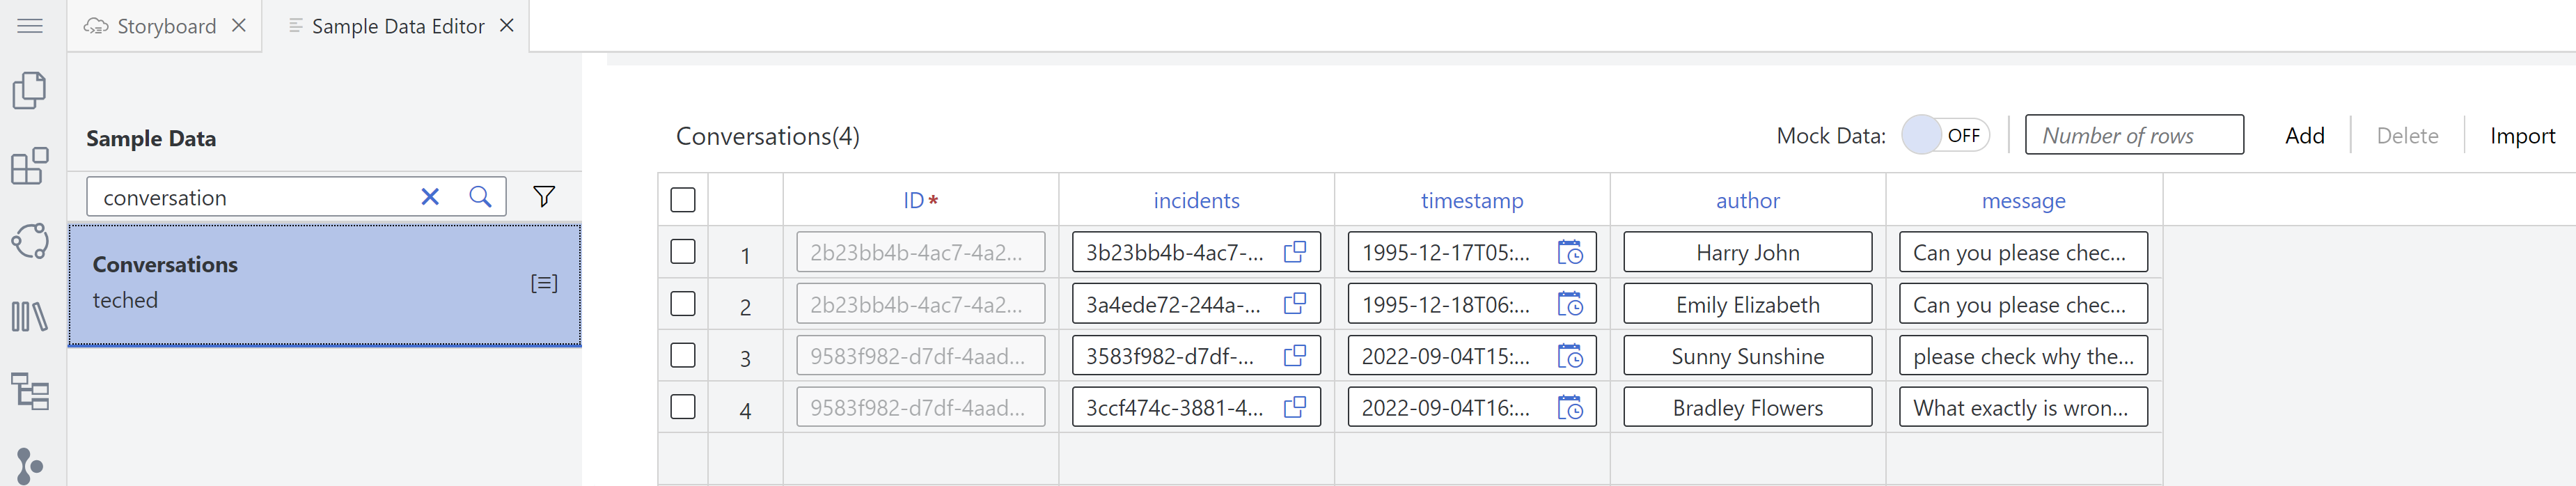 Storyboard
Sample Data Editor
Sample Data
conversation
Conversations
teched
Conversations(4)
Mock Data: OFF Number of rows Add Delete Import
ID* incidents timestamp author message
1 2b23bb4b-4ac7-4a2... 3b23bb4b-4ac7-... 1995-12-17T05:... Harry John Can you please chec...
2 2b23bb4b-4ac7-4a2... 3a4ede72-244a-... 1995-12-18T06:... Emily Elizabeth Can you please chec...
3 9583f982-d7df-4aad... 3583f982-d7df-... 2022-09-04T15:... Sunny Sunshine please check why the...
4 9583f982-d7df-4aad... 3ccf474c-3881-4... 2022-09-04T16:... Bradley Flowers What exactly is wron...